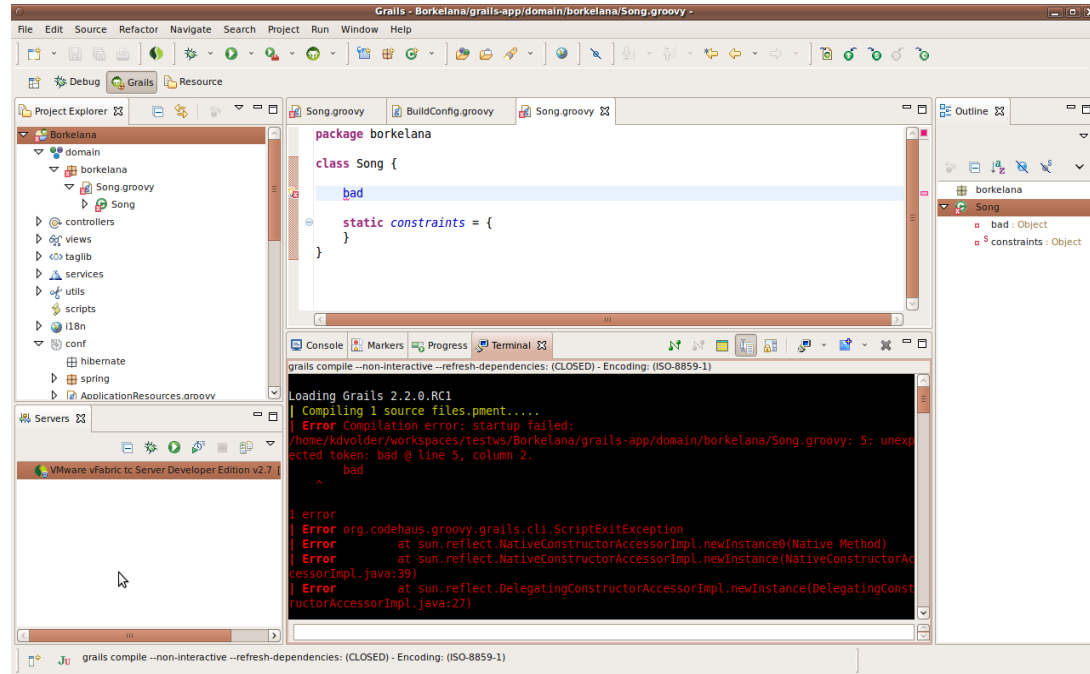 Grails - Borkelana/grails-app/domain/borkelana/Song.groovy -
File Edit Source Refactor Navigate Search Project Run Window Help
Debug Grails Resource
Project Explorer
Borkelana
domain
borkelana
Song.groovy
Song
controllers
views
taglib
services
utils
scripts
i18n
conf
hibernate
spring
ApplicationResources.groovy
Servers
VMware vFabric tc Server Developer Edition v2.7 [
Song.groovy BuildConfig.groovy Song.groovy
package borkelana
class Song {
bad
static constraints = {
}
}
Outline
borkelana
Song
bad : Object
S constraints : Object
Console Markers Progress Terminal
grails compile --non-interactive --refresh-dependencies: (CLOSED) - Encoding: (ISO-8859-1)
Loading Grails 2.2.0.RC1
| Compiling 1 source files.pment.....
| Error Compilation error: startup failed:
/home/kdvolder/workspaces/testws/Borkelana/grails-app/domain/borkelana/Song.groovy: 5: unexp
ected token: bad @ line 5, column 2.
bad
^
1 error
| Error org.codehaus.groovy.grails.cli.ScriptExitException
| Error at sun.reflect.NativeConstructorAccessorImpl.newInstance0(Native Method)
| Error at sun.reflect.NativeConstructorAccessorImpl.newInstance(NativeConstructorAc
cessorImpl.java:39)
| Error at sun.reflect.DelegatingConstructorAccessorImpl.newInstance(DelegatingConst
ructorAccessorImpl.java:27)
Ju grails compile --non-interactive --refresh-dependencies: (CLOSED) - Encoding: (ISO-8859-1)